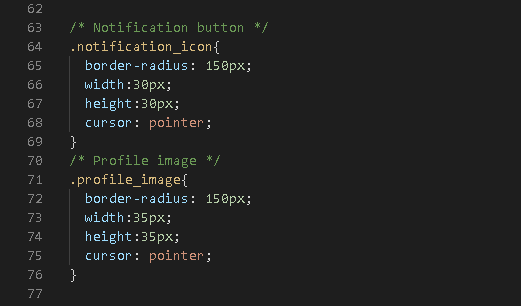 62
63 /* Notification button */
64 .notification_icon{
65 border-radius: 150px;
66 width:30px;
67 height:30px;
68 cursor: pointer;
69 }
70 /* Profile image */
71 .profile_image{
72 border-radius: 150px;
73 width:35px;
74 height:35px;
75 cursor: pointer;
76 }
77